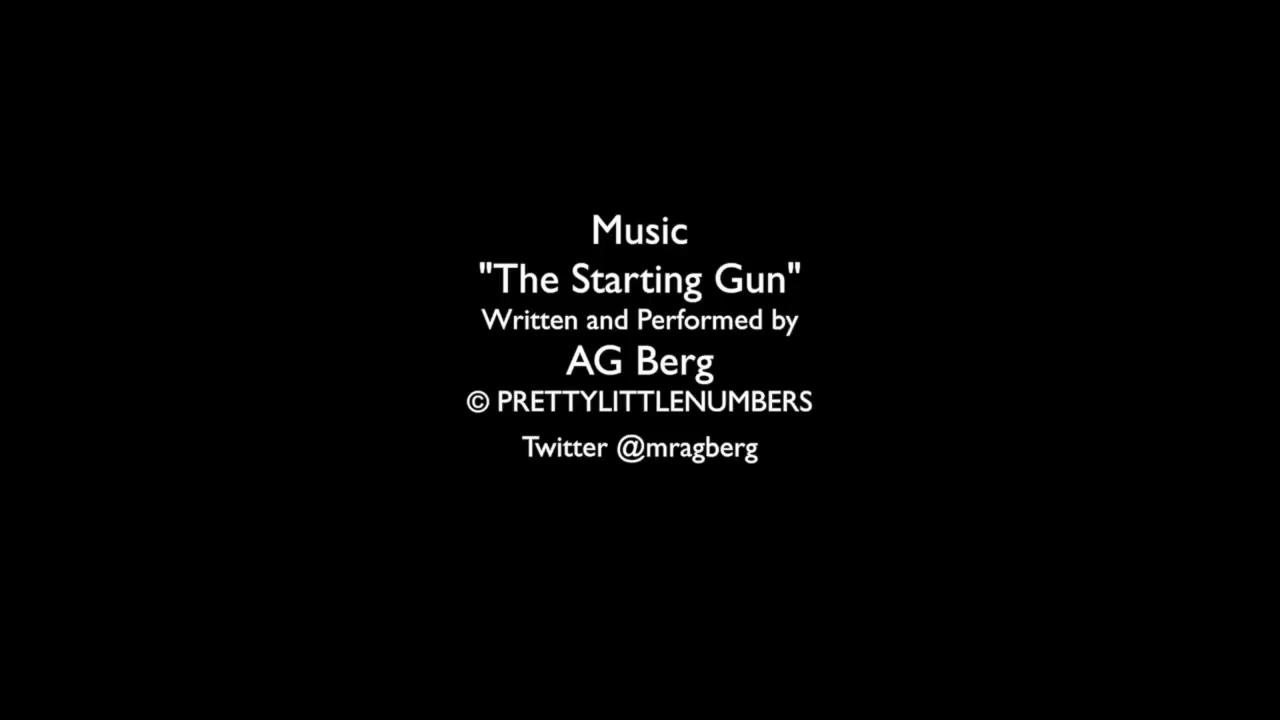 Music
"The Starting Gun"
Written and Performed by
AG Berg
© PRETTYLITTLENUMBERS
Twitter @mragberg